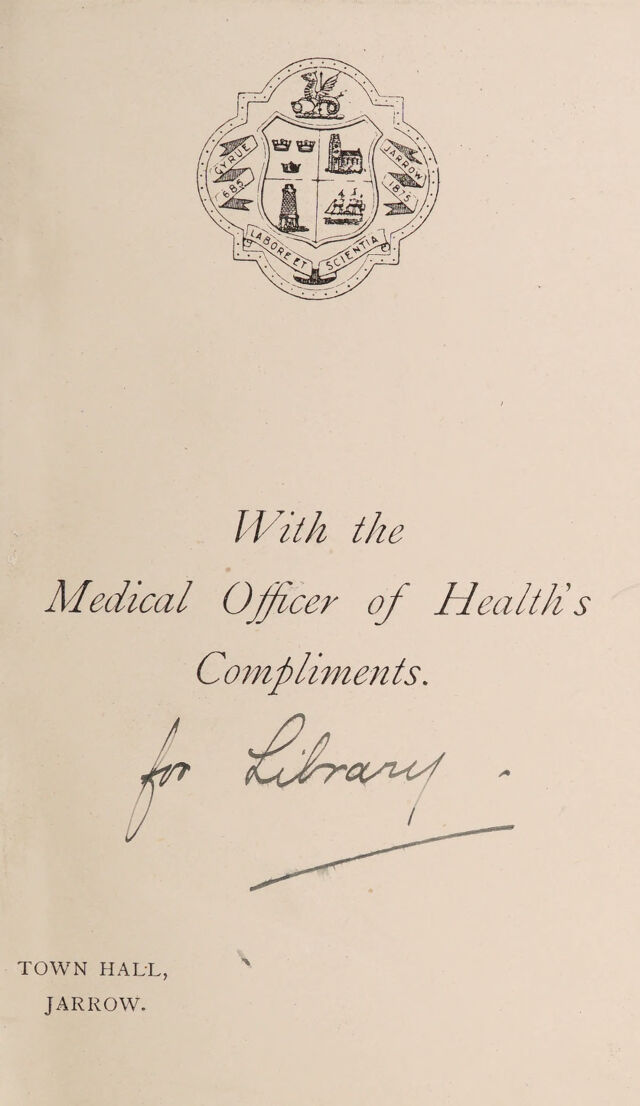 GYRUE
685
JARROW
1875
LABORE ET SCIENTIA
With the
Medical Officer of Health's
Compliments.
for Library.
TOWN HALL,
JARROW.